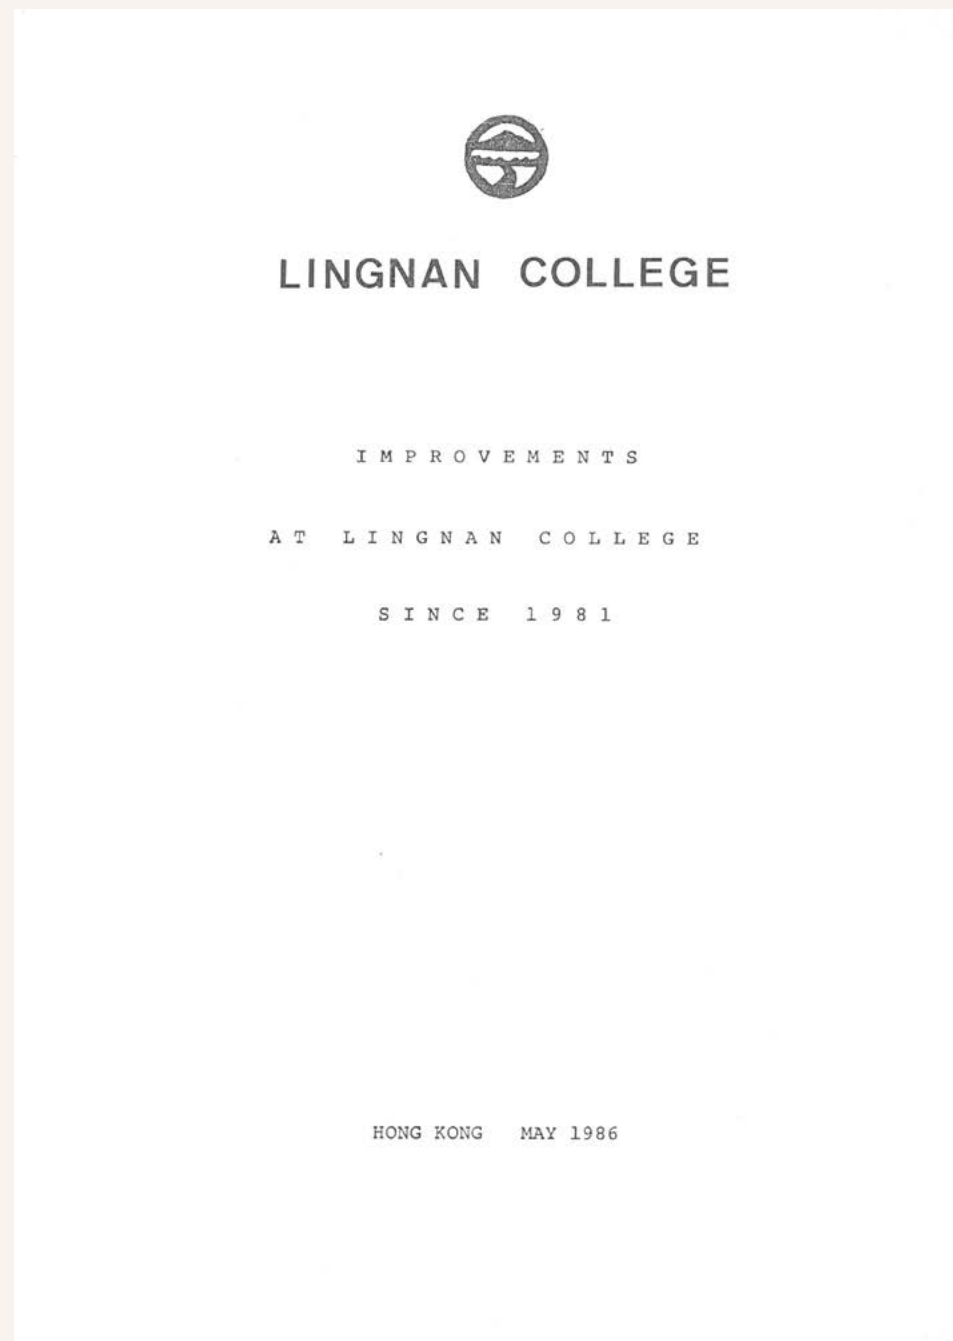 LINGNAN COLLEGE
IMPROVEMENTS
AT LINGNAN COLLEGE
SINCE 1981
HONG KONG MAY 1986